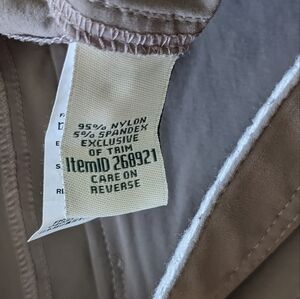 95% NYLON
5% SPANDEX
EXCLUSIVE
OF TRIM
ItemID 268921
CARE ON
REVERSE